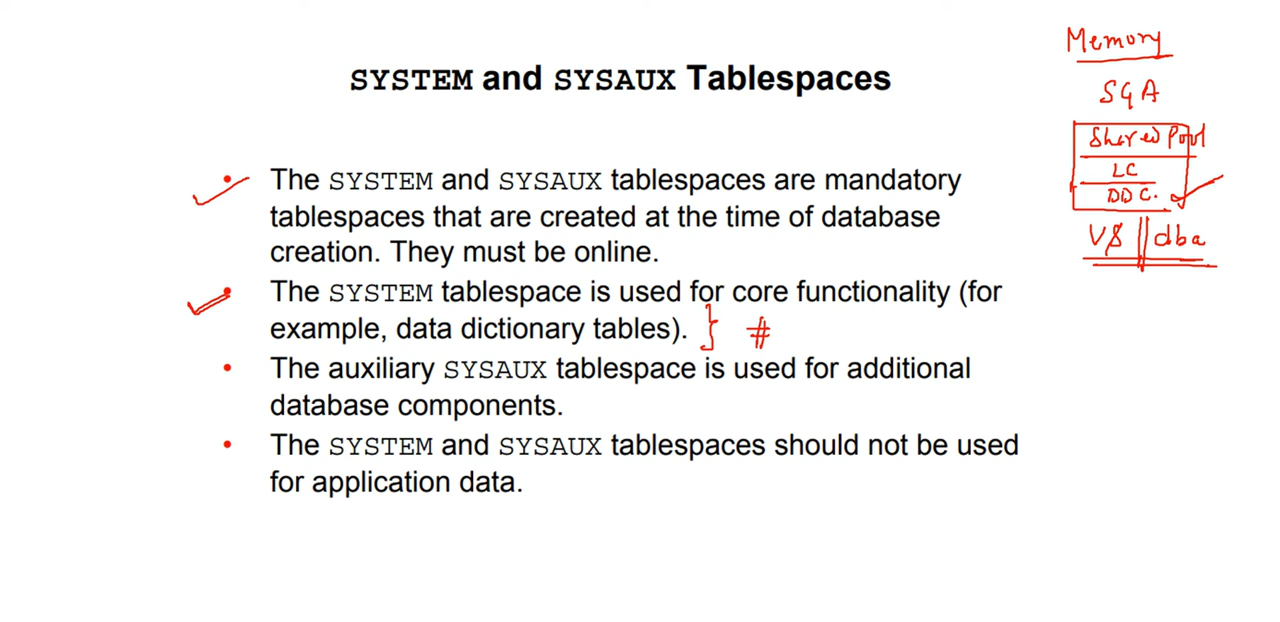 SYSTEM and SYSAUX Tablespaces
• The SYSTEM and SYSAUX tablespaces are mandatory
tablespaces that are created at the time of database
creation. They must be online.
• The SYSTEM tablespace is used for core functionality (for
example, data dictionary tables). } #
• The auxiliary SYSAUX tablespace is used for additional
database components.
• The SYSTEM and SYSAUX tablespaces should not be used
for application data.
Memory
SGA
Shared Pool
LC
DDC.
V$ || dba